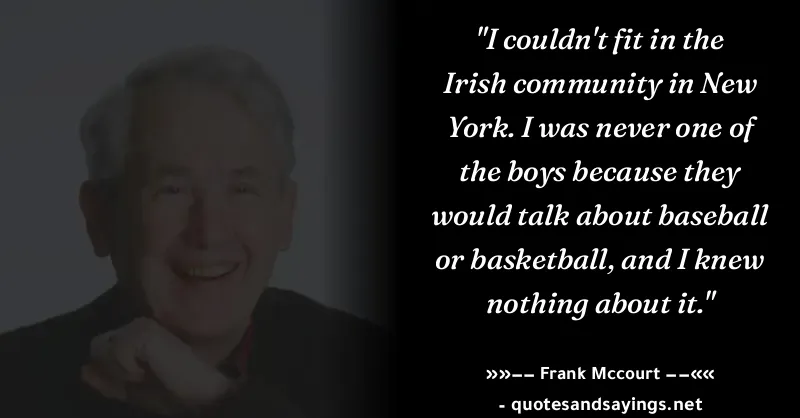 "I couldn't fit in the
Irish community in New
York. I was never one of
the boys because they
would talk about baseball
or basketball, and I knew
nothing about it."
»»−− Frank Mccourt −−««
- quotesandsayings.net